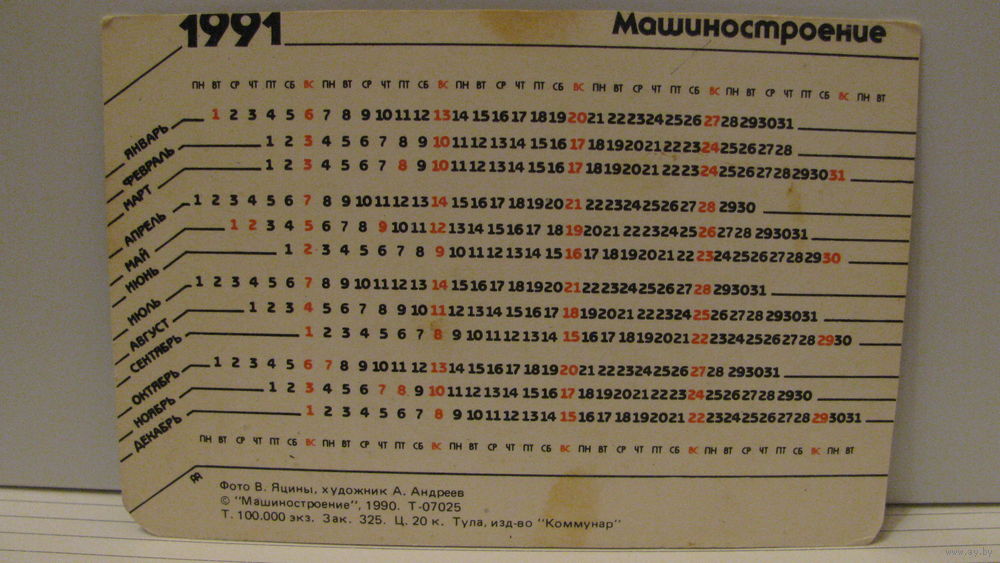 1991 Машиностроение
ПН ВТ СР ЧТ ПТ СБ ВС ПН ВТ СР ЧТ ПТ СБ ВС ПН ВТ СР ЧТ ПТ СБ ВС ПН ВТ СР ЧТ ПТ СБ ВС ПН ВТ СР ЧТ ПТ СБ ВС ПН ВТ
ЯНВАРЬ 1 2 3 4 5 6 7 8 9 10 11 12 13 14 15 16 17 18 19 20 21 22 23 24 25 26 27 28 29 30 31
ФЕВРАЛЬ 1 2 3 4 5 6 7 8 9 10 11 12 13 14 15 16 17 18 19 20 21 22 23 24 25 26 27 28
МАРТ 1 2 3 4 5 6 7 8 9 10 11 12 13 14 15 16 17 18 19 20 21 22 23 24 25 26 27 28 29 30 31
АПРЕЛЬ 1 2 3 4 5 6 7 8 9 10 11 12 13 14 15 16 17 18 19 20 21 22 23 24 25 26 27 28 29 30
МАЙ 1 2 3 4 5 6 7 8 9 10 11 12 13 14 15 16 17 18 19 20 21 22 23 24 25 26 27 28 29 30 31
ИЮНЬ 1 2 3 4 5 6 7 8 9 10 11 12 13 14 15 16 17 18 19 20 21 22 23 24 25 26 27 28 29 30
ИЮЛЬ 1 2 3 4 5 6 7 8 9 10 11 12 13 14 15 16 17 18 19 20 21 22 23 24 25 26 27 28 29 30 31
АВГУСТ 1 2 3 4 5 6 7 8 9 10 11 12 13 14 15 16 17 18 19 20 21 22 23 24 25 26 27 28 29 30 31
СЕНТЯБРЬ 1 2 3 4 5 6 7 8 9 10 11 12 13 14 15 16 17 18 19 20 21 22 23 24 25 26 27 28 29 30
ОКТЯБРЬ 1 2 3 4 5 6 7 8 9 10 11 12 13 14 15 16 17 18 19 20 21 22 23 24 25 26 27 28 29 30 31
НОЯБРЬ 1 2 3 4 5 6 7 8 9 10 11 12 13 14 15 16 17 18 19 20 21 22 23 24 25 26 27 28 29 30
ДЕКАБРЬ 1 2 3 4 5 6 7 8 9 10 11 12 13 14 15 16 17 18 19 20 21 22 23 24 25 26 27 28 29 30 31
ПН ВТ СР ЧТ ПТ СБ ВС ПН ВТ СР ЧТ ПТ СБ ВС ПН ВТ СР ЧТ ПТ СБ ВС ПН ВТ СР ЧТ ПТ СБ ВС ПН ВТ СР ЧТ ПТ СБ ВС ПН ВТ
Фото В. Яцины, художник А. Андреев
© "Машиностроение", 1990. Т-07025
Т. 100.000 экз. Зак. 325. Ц. 20 к. Тула, изд-во "Коммунар"
www.ay.by